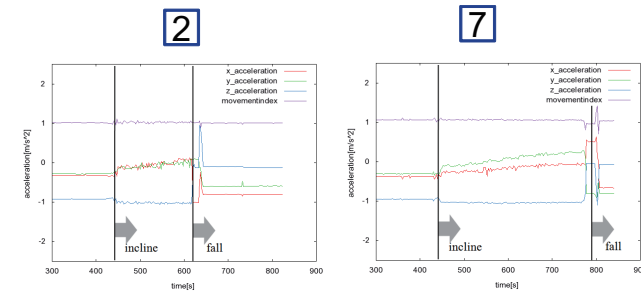 2
7
x_acceleration
y_acceleration
z_acceleration
movementindex
acceleration[m/s^2]
2
1
0
-1
-2
incline
fall
300 400 500 600 700 800 900
time[s]
x_acceleration
y_acceleration
z_acceleration
movementindex
acceleration[m/s^2]
2
1
0
-1
-2
incline
fall
300 400 500 600 700 800 900
time[s]